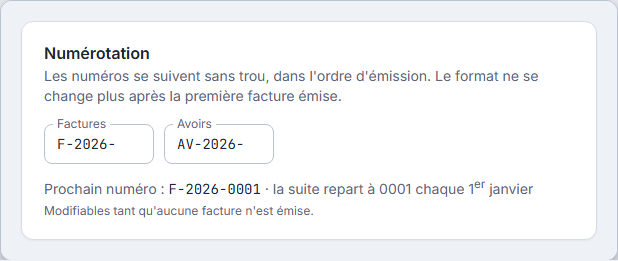 Numérotation
Les numéros se suivent sans trou, dans l'ordre d'émission. Le format ne se
change plus après la première facture émise.
Factures
F-2026-
Avoirs
AV-2026-
Prochain numéro : F-2026-0001 · la suite repart à 0001 chaque 1er janvier
Modifiables tant qu'aucune facture n'est émise.